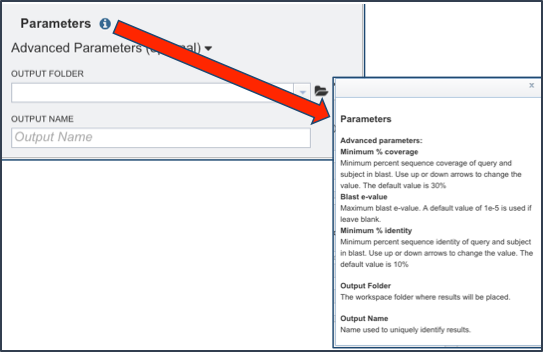 Parameters
Advanced Parameters (optional)
OUTPUT FOLDER
OUTPUT NAME
Output Name
×
Parameters
Advanced parameters:
Minimum % coverage
Minimum percent sequence coverage of query and
subject in blast. Use up or down arrows to change the
value. The default value is 30%
Blast e-value
Maximum blast e-value. A default value of 1e-5 is used if
leave blank.
Minimum % identity
Minimum percent sequence identity of query and subject
in blast. Use up or down arrows to change the value. The
default value is 10%
Output Folder
The workspace folder where results will be placed.
Output Name
Name used to uniquely identify results.